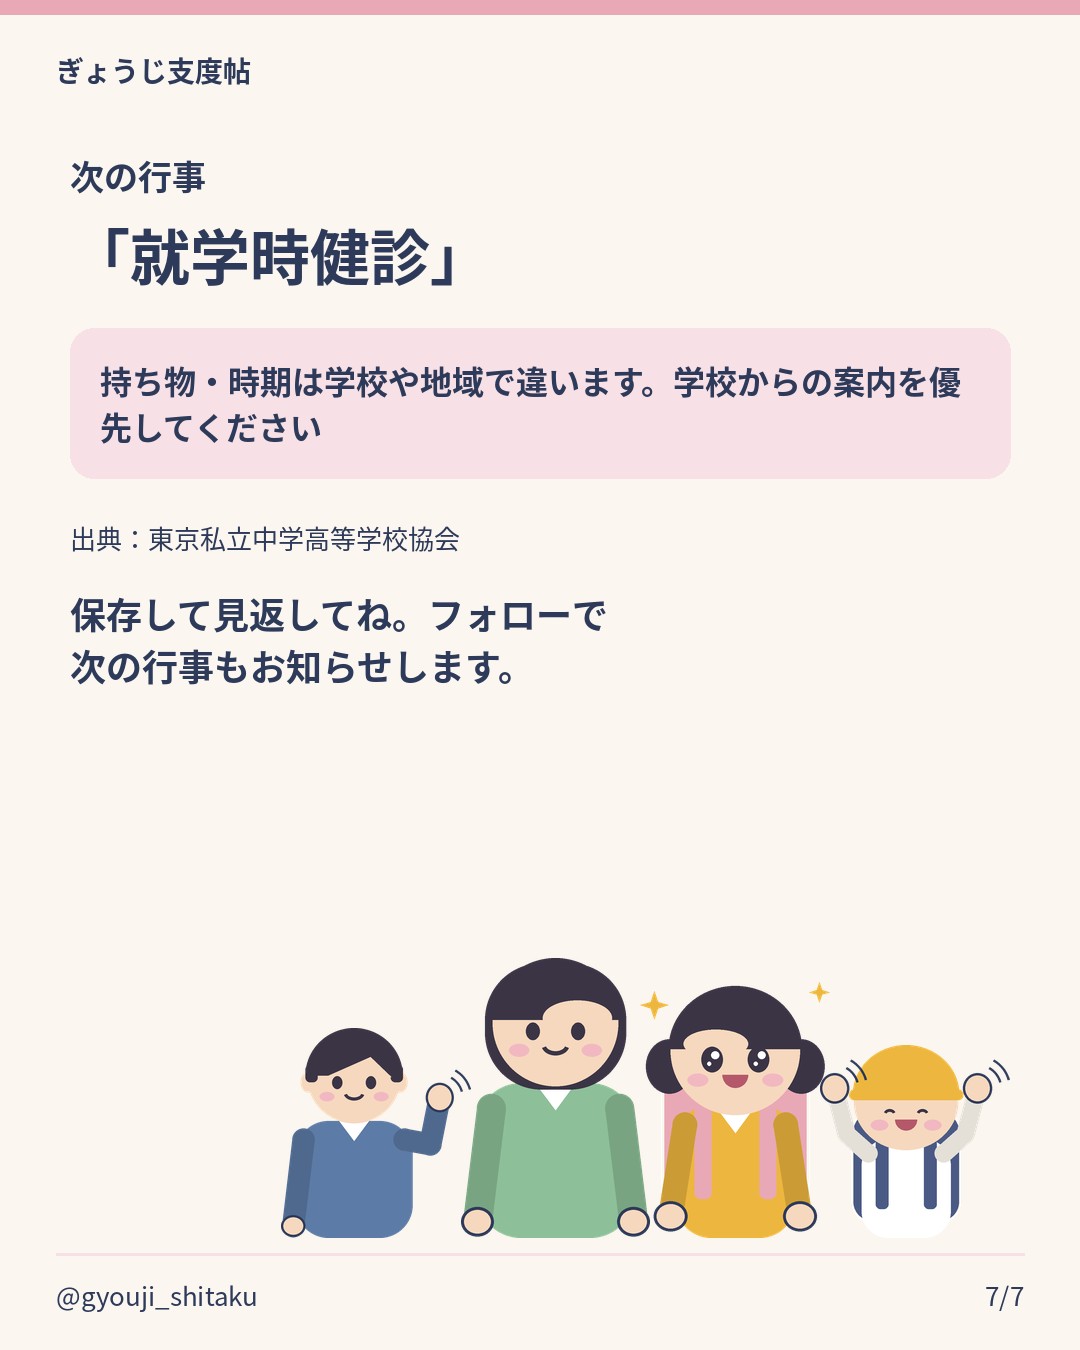 ぎょうじ支度帖
次の行事
「就学時健診」
持ち物・時期は学校や地域で違います。学校からの案内を優
先してください
出典：東京私立中学高等学校協会
保存して見返してね。フォローで
次の行事もお知らせします。
@gyouji_shitaku
7/7